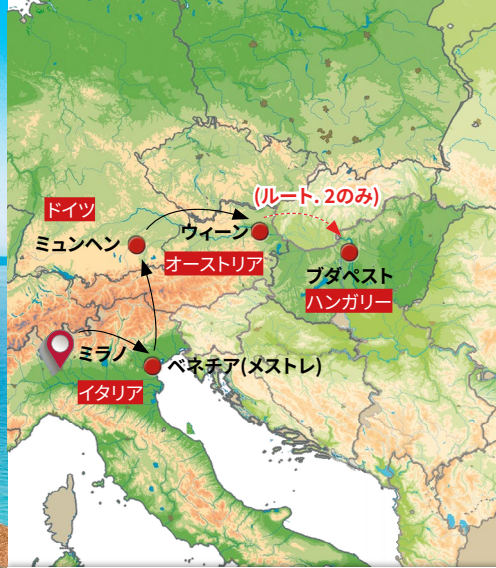 (ルート. 2のみ)
ドイツ
ミュンヘン
ウィーン
オーストリア
ブダペスト
ハンガリー
ミラノ
ベネチア(メストレ)
イタリア